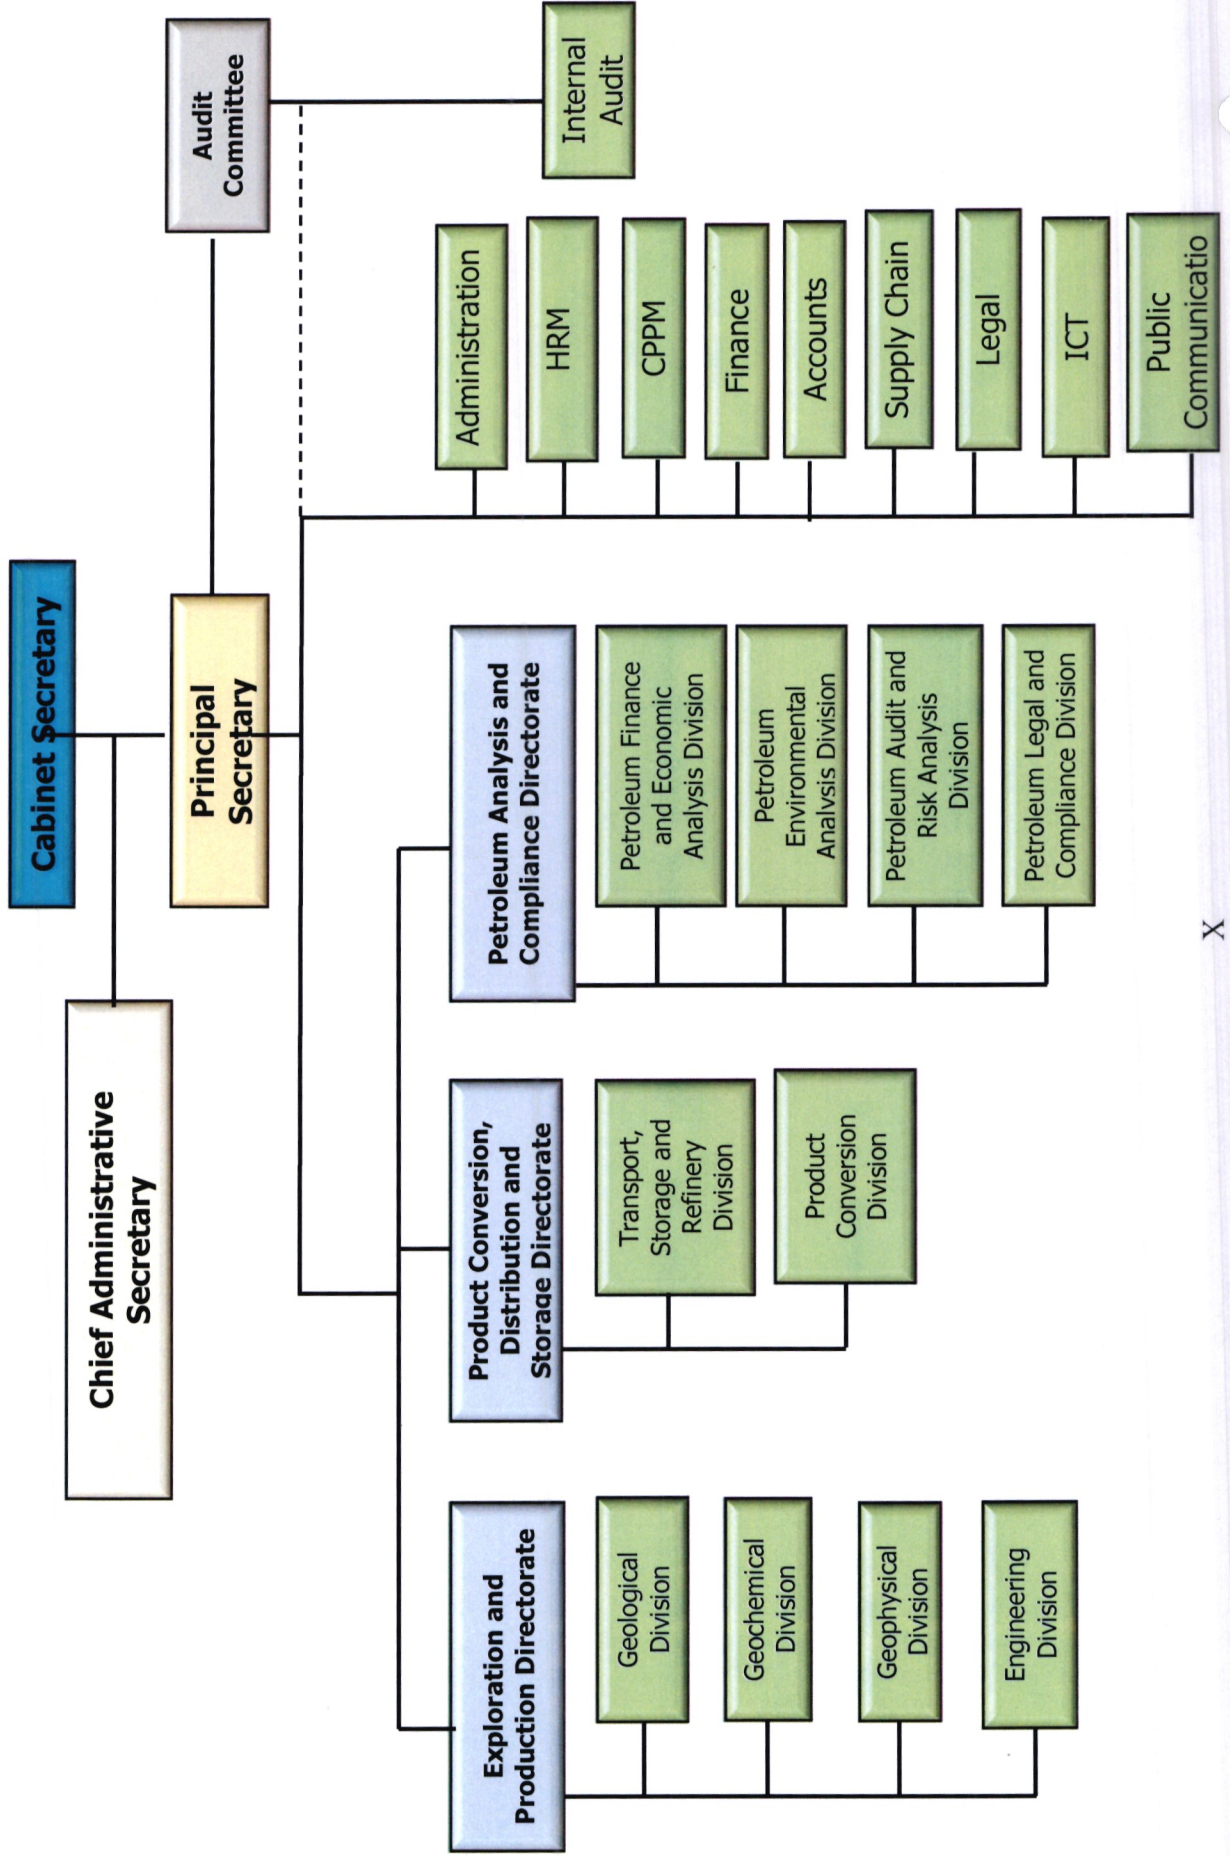 Cabinet Secretary
Chief Administrative
Secretary
Principal
Secretary
Audit
Committee
Internal
Audit
Exploration and
Production Directorate
Geological
Division
Geochemical
Division
Geophysical
Division
Engineering
Division
Product Conversion,
Distribution and
Storage Directorate
Transport,
Storage and
Refinery
Division
Product
Conversion
Division
Petroleum Analysis and
Compliance Directorate
Petroleum Finance
and Economic
Analysis Division
Petroleum
Environmental
Analysis Division
Petroleum Audit and
Risk Analysis
Division
Petroleum Legal and
Compliance Division
Administration
HRM
CPPM
Finance
Accounts
Supply Chain
Legal
ICT
Public
Communicatio
X